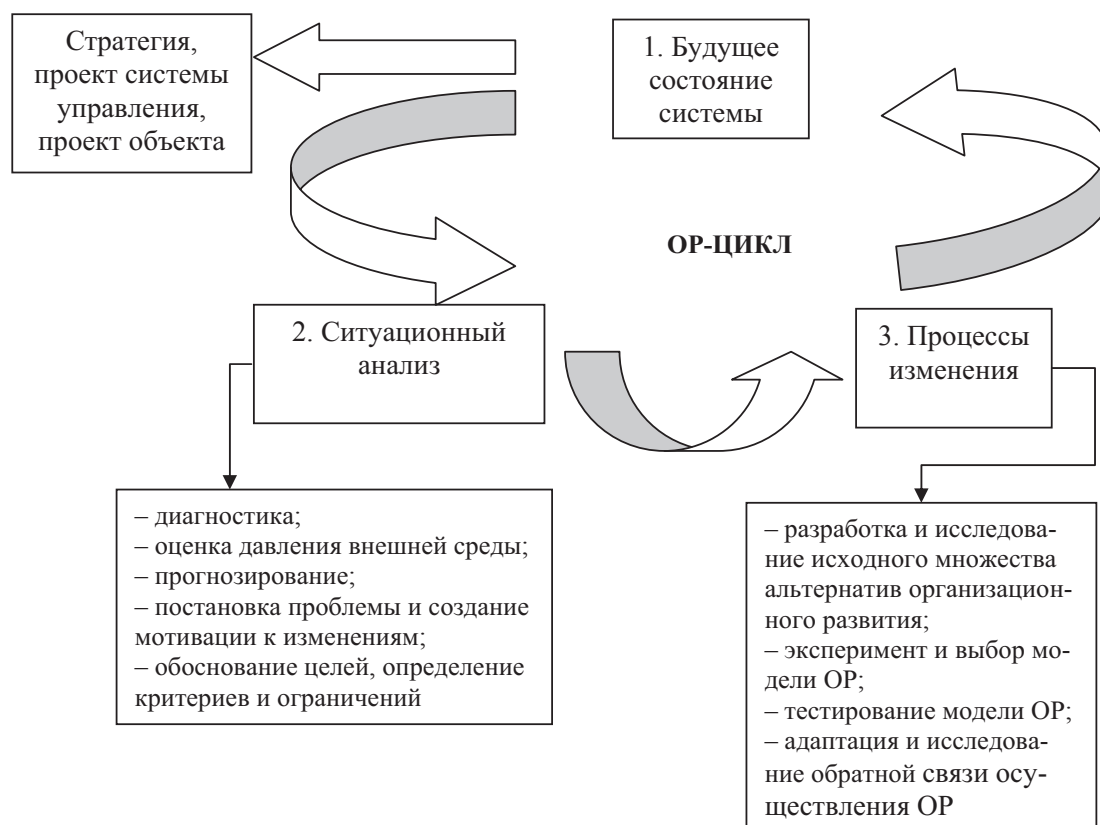 Стратегия,
проект системы
управления,
проект объекта
1. Будущее
состояние
системы
ОР-ЦИКЛ
2. Ситуационный
анализ
3. Процессы
изменения
– диагностика;
– оценка давления внешней среды;
– прогнозирование;
– постановка проблемы и создание
мотивации к изменениям;
– обоснование целей, определение
критериев и ограничений
– разработка и исследова-
ние исходного множества
альтернатив организацион-
ного развития;
– эксперимент и выбор мо-
дели ОР;
– тестирование модели ОР;
– адаптация и исследова-
ние обратной связи осу-
ществления ОР